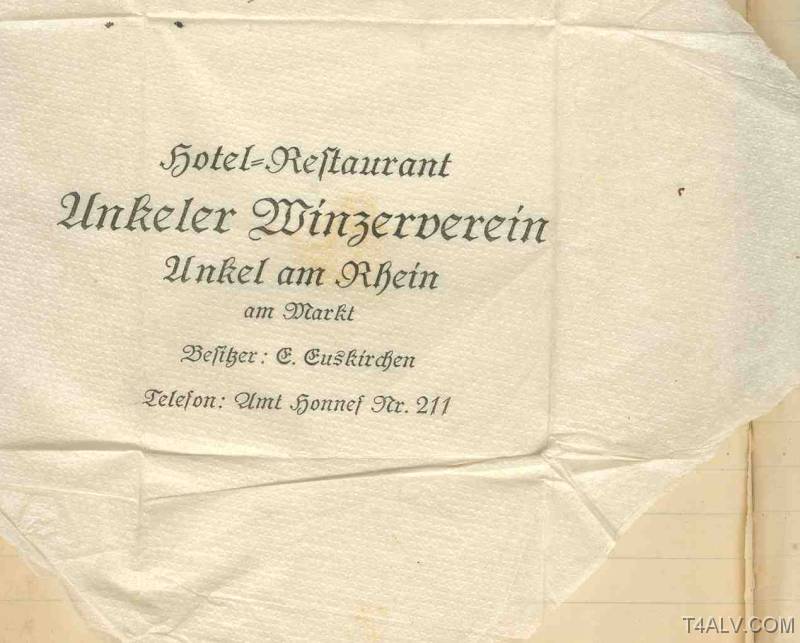 Hotel=Reſtaurant
Unkeler Winzerverein
Unkel am Rhein
am Markt
Beſitzer: E. Euskirchen
Telefon: Amt Honnef Nr. 211
T4ALV.COM